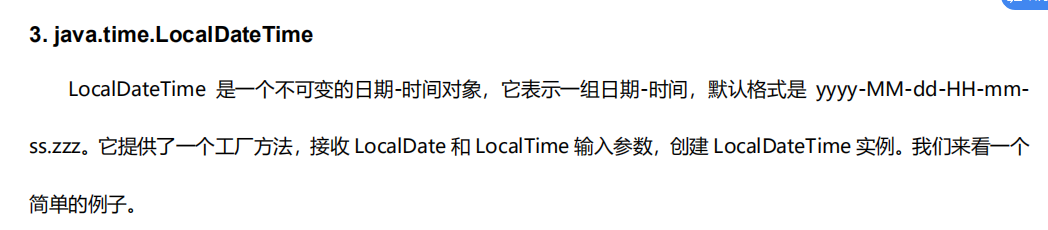 3. java.time.LocalDateTime
LocalDateTime 是一个不可变的日期-时间对象，它表示一组日期-时间，默认格式是 yyyy-MM-dd-HH-mm-
ss.zzz。它提供了一个工厂方法，接收 LocalDate 和 LocalTime 输入参数，创建 LocalDateTime 实例。我们来看一个
简单的例子。